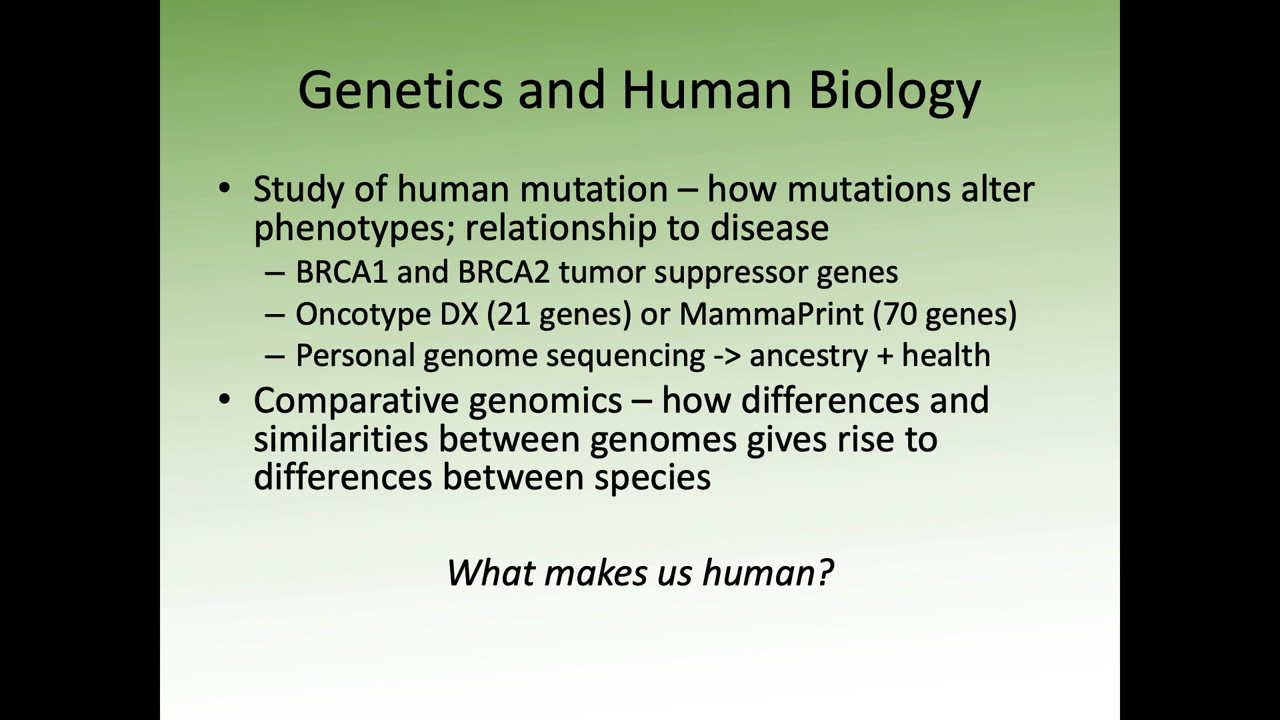 Genetics and Human Biology
• Study of human mutation – how mutations alter
phenotypes; relationship to disease
– BRCA1 and BRCA2 tumor suppressor genes
– Oncotype DX (21 genes) or MammaPrint (70 genes)
– Personal genome sequencing -> ancestry + health
• Comparative genomics – how differences and
similarities between genomes gives rise to
differences between species
What makes us human?